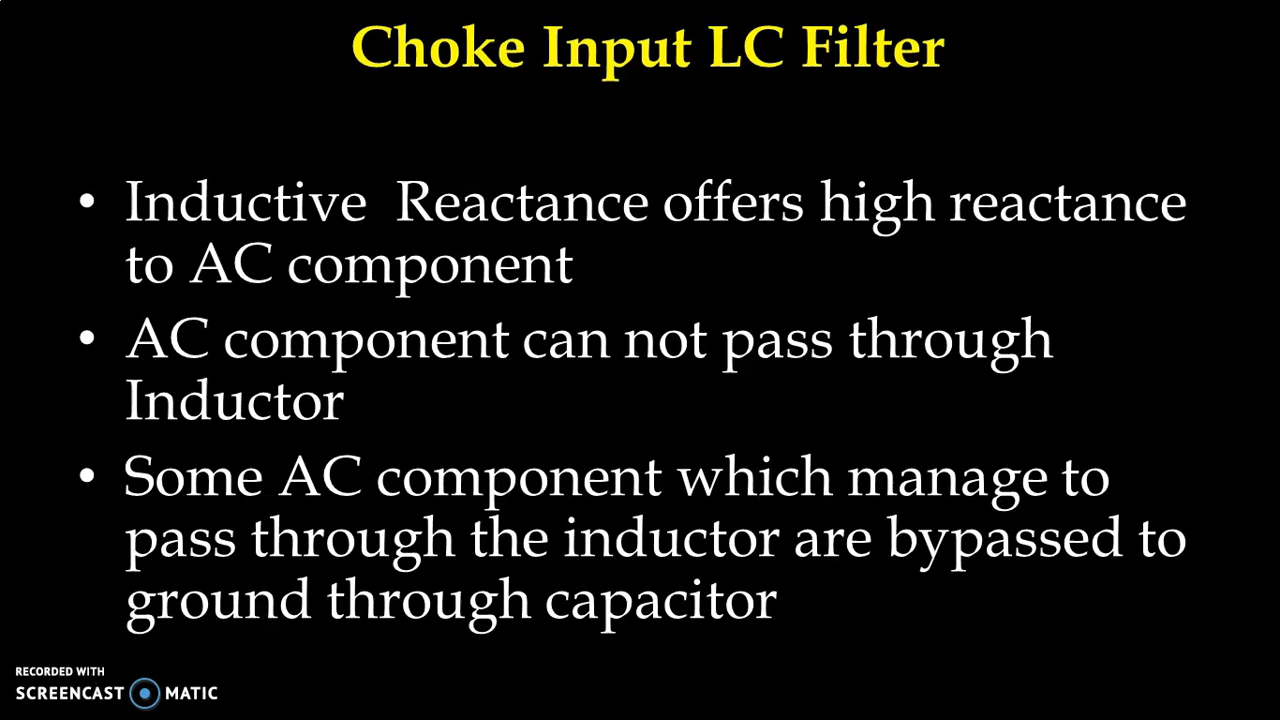 Choke Input LC Filter
• Inductive  Reactance offers high reactance
to AC component
• AC component can not pass through
Inductor
• Some AC component which manage to
pass through the inductor are bypassed to
ground through capacitor
RECORDED WITH
SCREENCAST MATIC